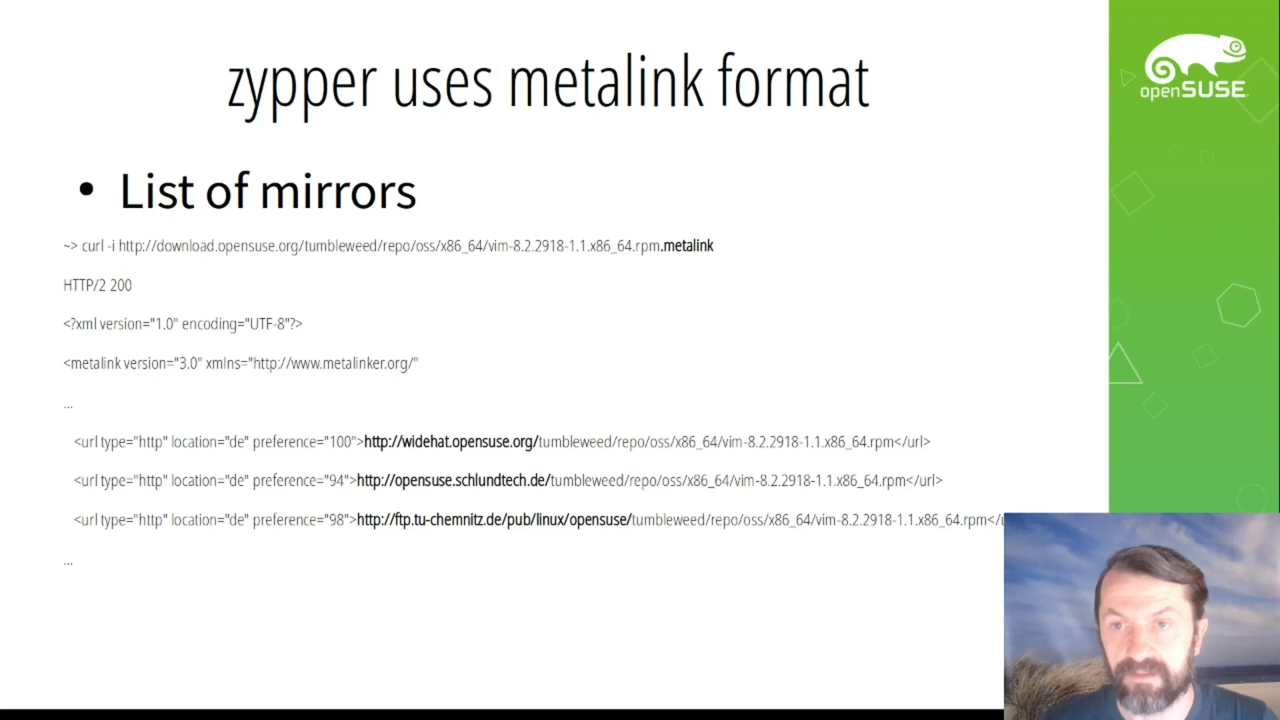 zypper uses metalink format
openSUSE
• List of mirrors
~> curl -i http://download.opensuse.org/tumbleweed/repo/oss/x86_64/vim-8.2.2918-1.1.x86_64.rpm.metalink
HTTP/2 200
<?xml version="1.0" encoding="UTF-8"?>
<metalink version="3.0" xmlns="http://www.metalinker.org/"
...
<url type="http" location="de" preference="100">http://widehat.opensuse.org/tumbleweed/repo/oss/x86_64/vim-8.2.2918-1.1.x86_64.rpm</url>
<url type="http" location="de" preference="94">http://opensuse.schlundtech.de/tumbleweed/repo/oss/x86_64/vim-8.2.2918-1.1.x86_64.rpm</url>
<url type="http" location="de" preference="98">http://ftp.tu-chemnitz.de/pub/linux/opensuse/tumbleweed/repo/oss/x86_64/vim-8.2.2918-1.1.x86_64.rpm</
...